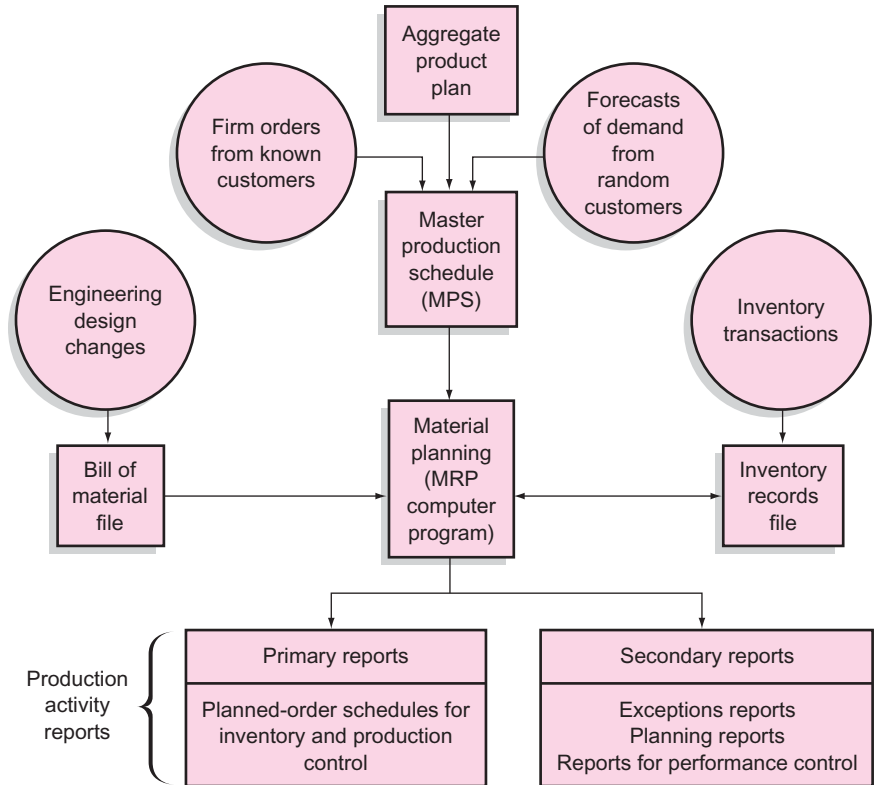 Aggregate
product
plan
Firm orders
from known
customers
Forecasts
of demand
from
random
customers
Master
production
schedule
(MPS)
Engineering
design
changes
Inventory
transactions
Bill of
material
file
Material
planning
(MRP
computer
program)
Inventory
records
file
Production
activity
reports
Primary reports
Planned-order schedules for
inventory and production
control
Secondary reports
Exceptions reports
Planning reports
Reports for performance control